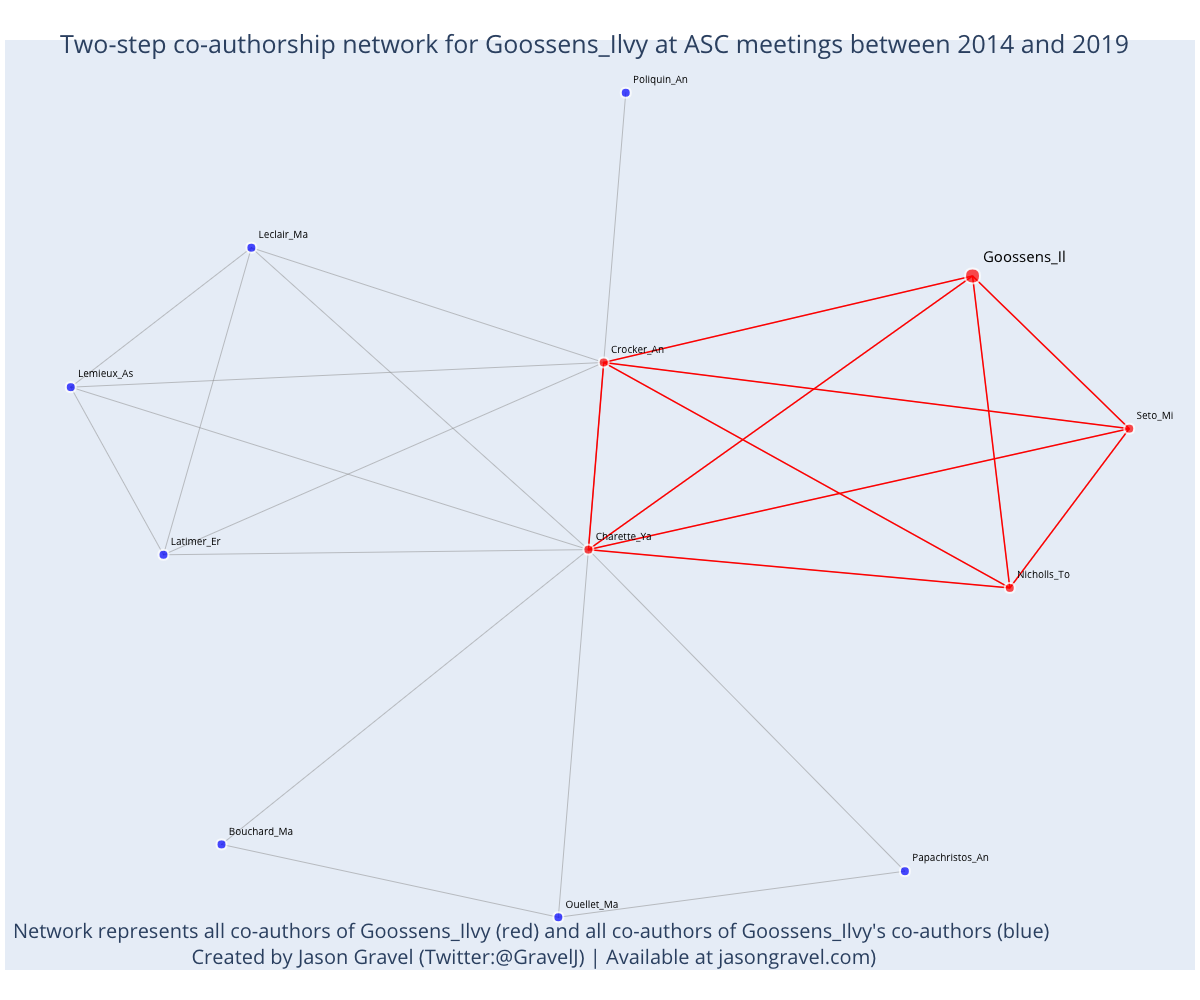 Two-step co-authorship network for Goossens_Ilvy at ASC meetings between 2014 and 2019
Poliquin_An
Leclair_Ma
Goossens_Il
Crocker_An
Lemieux_As
Seto_Mi
Charette_Ya
Latimer_Er
Nicholls_To
Bouchard_Ma
Papachristos_An
Ouellet_Ma
Network represents all co-authors of Goossens_Ilvy (red) and all co-authors of Goossens_Ilvy's co-authors (blue)
Created by Jason Gravel (Twitter:@GravelJ) | Available at jasongravel.com)